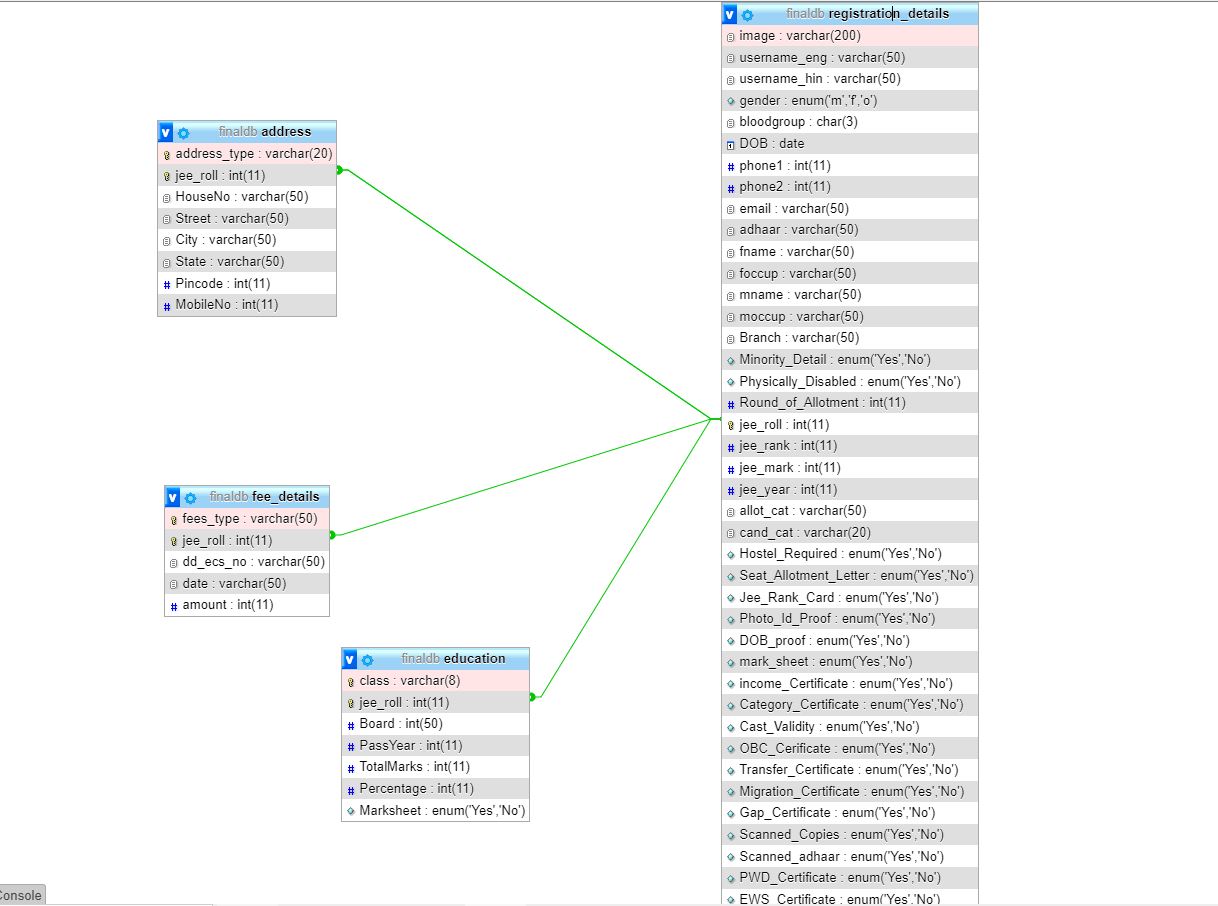 finaldb address
address_type : varchar(20)
jee_roll : int(11)
HouseNo : varchar(50)
Street : varchar(50)
City : varchar(50)
State : varchar(50)
Pincode : int(11)
MobileNo : int(11)
finaldb fee_details
fees_type : varchar(50)
jee_roll : int(11)
dd_ecs_no : varchar(50)
date : varchar(50)
amount : int(11)
finaldb education
class : varchar(8)
jee_roll : int(11)
Board : int(50)
PassYear : int(11)
TotalMarks : int(11)
Percentage : int(11)
Marksheet : enum('Yes','No')
finaldb registration_details
image : varchar(200)
username_eng : varchar(50)
username_hin : varchar(50)
gender : enum('m','f','o')
bloodgroup : char(3)
DOB : date
phone1 : int(11)
phone2 : int(11)
email : varchar(50)
adhaar : varchar(50)
fname : varchar(50)
foccup : varchar(50)
mname : varchar(50)
moccup : varchar(50)
Branch : varchar(50)
Minority_Detail : enum('Yes','No')
Physically_Disabled : enum('Yes','No')
Round_of_Allotment : int(11)
jee_roll : int(11)
jee_rank : int(11)
jee_mark : int(11)
jee_year : int(11)
allot_cat : varchar(50)
cand_cat : varchar(20)
Hostel_Required : enum('Yes','No')
Seat_Allotment_Letter : enum('Yes','No')
Jee_Rank_Card : enum('Yes','No')
Photo_Id_Proof : enum('Yes','No')
DOB_proof : enum('Yes','No')
mark_sheet : enum('Yes','No')
income_Certificate : enum('Yes','No')
Category_Certificate : enum('Yes','No')
Cast_Validity : enum('Yes','No')
OBC_Cerificate : enum('Yes','No')
Transfer_Certificate : enum('Yes','No')
Migration_Certificate : enum('Yes','No')
Gap_Certificate : enum('Yes','No')
Scanned_Copies : enum('Yes','No')
Scanned_adhaar : enum('Yes','No')
PWD_Certificate : enum('Yes','No')
EWS_Certificate : enum('Yes','No')
Console